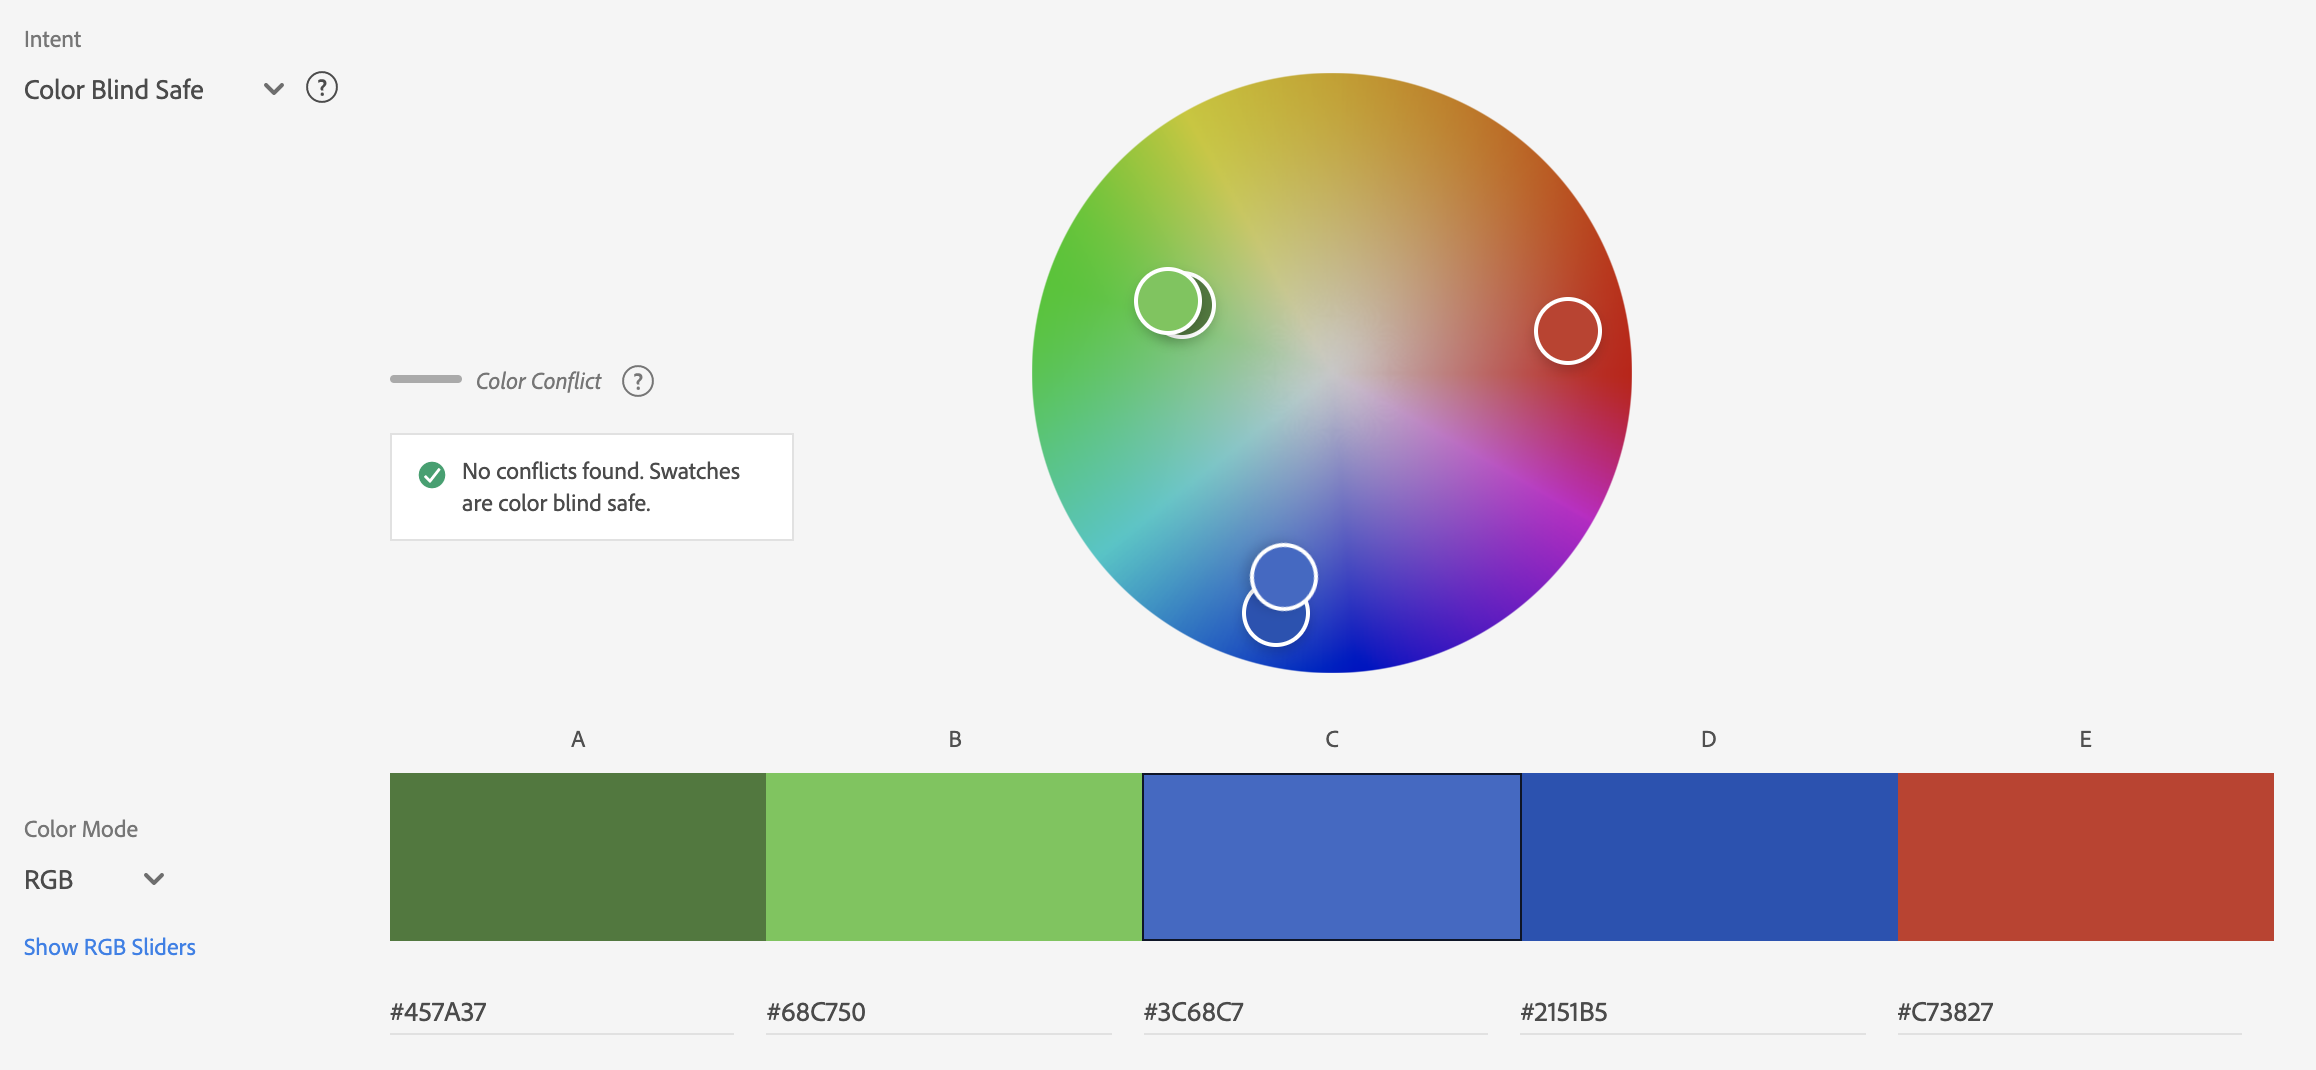 Intent
Color Blind Safe
?
Color Conflict ?
No conflicts found. Swatches
are color blind safe.
A B C D E
Color Mode
RGB
Show RGB Sliders
#457A37 #68C750 #3C68C7 #2151B5 #C73827